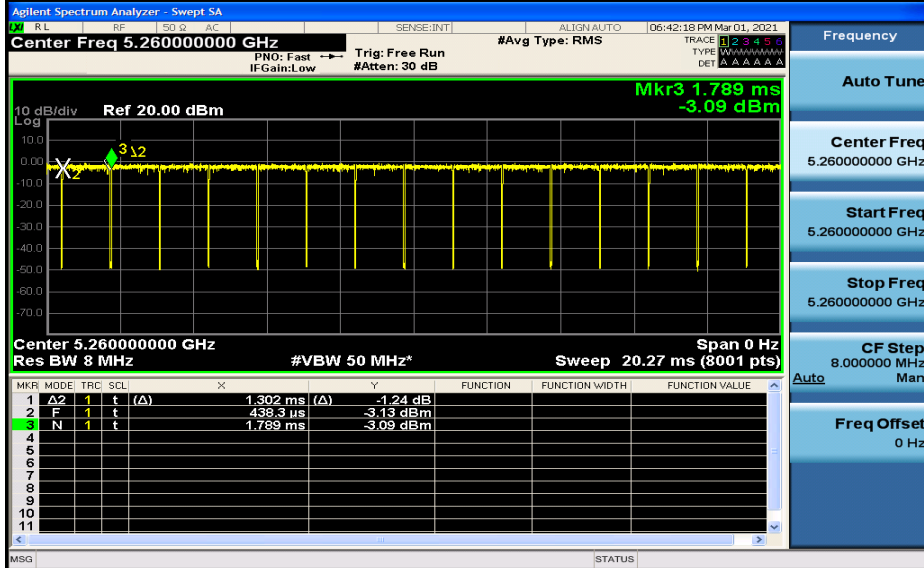 Agilent Spectrum Analyzer - Swept SA
LXI RL RF 50 Ω AC SENSE:INT ALIGN AUTO 06:42:18 PM Mar 01, 2021
Center Freq 5.260000000 GHz
PNO: Fast
IFGain:Low
Trig: Free Run
#Atten: 30 dB
#Avg Type: RMS
TRACE 1 2 3 4 5 6
TYPE W
DET A A A A A A
Frequency
Auto Tune
Center Freq
5.260000000 GHz
Start Freq
5.260000000 GHz
Stop Freq
5.260000000 GHz
CF Step
8.000000 MHz
Auto Man
Freq Offset
0 Hz
Mkr3 1.789 ms
-3.09 dBm
10 dB/div Ref 20.00 dBm
Log
10.0
0.00
-10.0
-20.0
-30.0
-40.0
-50.0
-60.0
-70.0
3 1Δ2
X2
Center 5.260000000 GHz Span 0 Hz
Res BW 8 MHz #VBW 50 MHz* Sweep 20.27 ms (8001 pts)
MKR MODE TRC SCL X Y FUNCTION FUNCTION WIDTH FUNCTION VALUE
1 Δ2 1 t (Δ) 1.302 ms (Δ) -1.24 dB
2 F 1 t 438.3 µs -3.13 dBm
3 N 1 t 1.789 ms -3.09 dBm
4
5
6
7
8
9
10
11
MSG STATUS